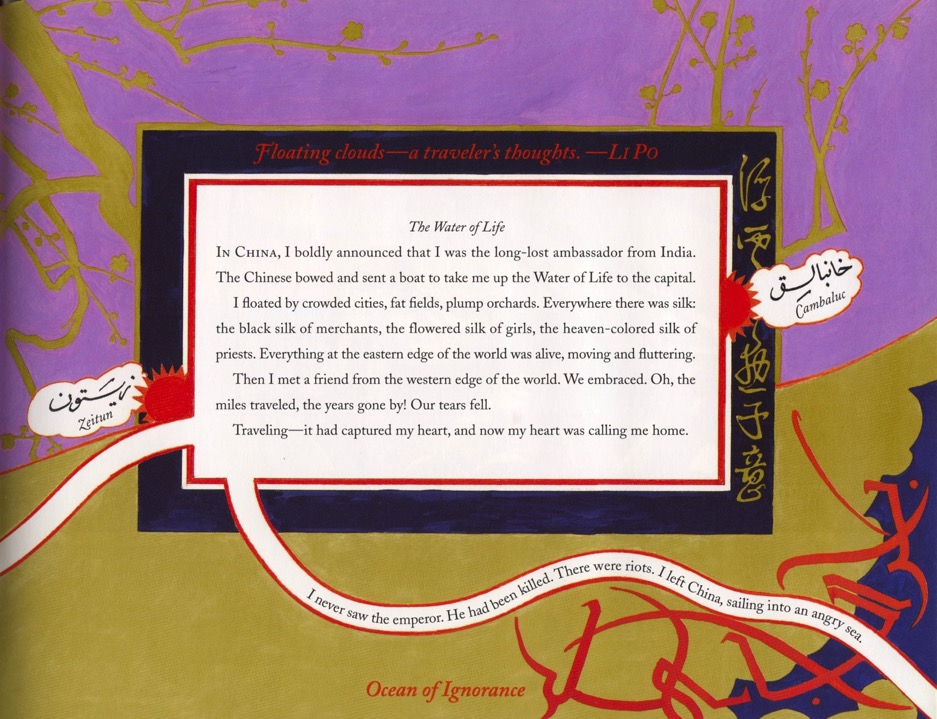 Floating clouds—a traveler's thoughts. —Li Po
浮雲遊子意
The Water of Life
In China, I boldly announced that I was the long-lost ambassador from India.
The Chinese bowed and sent a boat to take me up the Water of Life to the capital.
I floated by crowded cities, fat fields, plump orchards. Everywhere there was silk:
the black silk of merchants, the flowered silk of girls, the heaven-colored silk of
priests. Everything at the eastern edge of the world was alive, moving and fluttering.
Then I met a friend from the western edge of the world. We embraced. Oh, the
miles traveled, the years gone by! Our tears fell.
Traveling—it had captured my heart, and now my heart was calling me home.
خانبالق
Cambaluc
زيتون
Zeitun
I never saw the emperor. He had been killed. There were riots. I left China, sailing into an angry sea.
Ocean of Ignorance